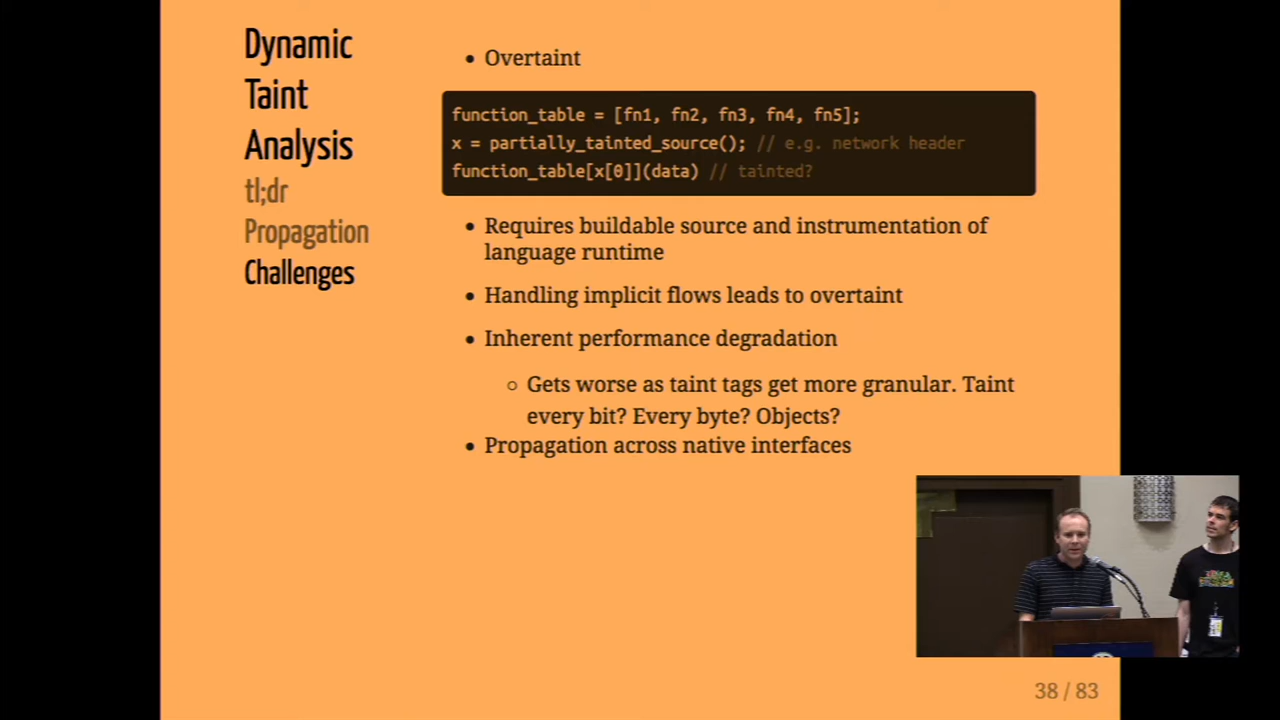 Dynamic
Taint
Analysis
tl;dr
Propagation
Challenges
• Overtaint
function_table = [fn1, fn2, fn3, fn4, fn5];
x = partially_tainted_source(); // e.g. network header
function_table[x[0]](data) // tainted?
• Requires buildable source and instrumentation of
language runtime
• Handling implicit flows leads to overtaint
• Inherent performance degradation
○ Gets worse as taint tags get more granular. Taint
every bit? Every byte? Objects?
• Propagation across native interfaces
38 / 83